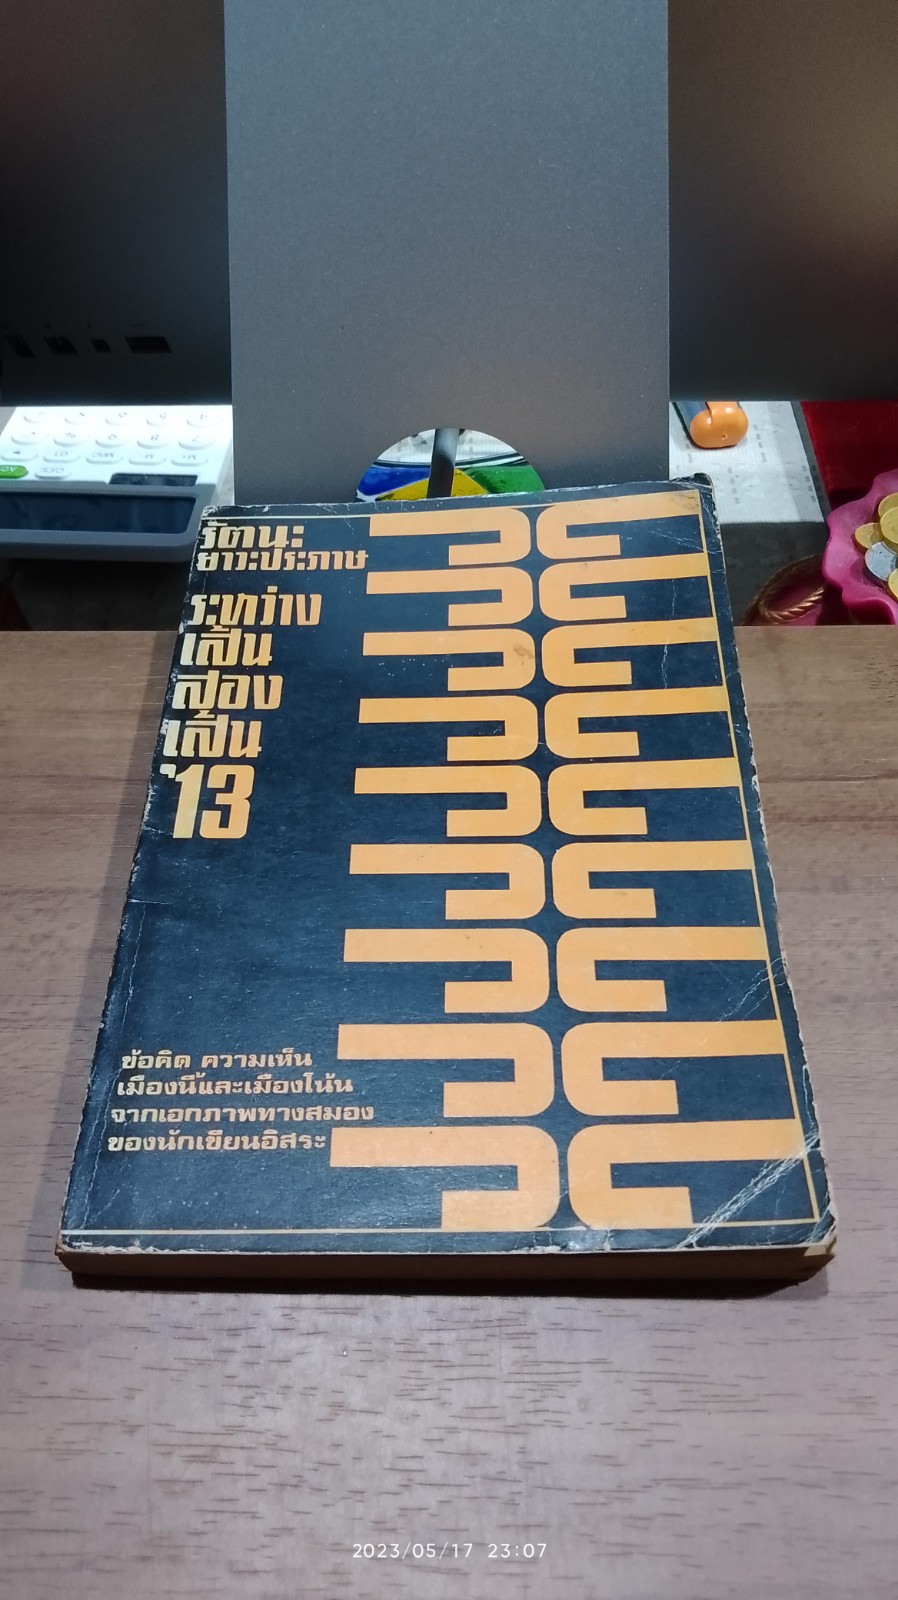 รัตนะ
ยาวะประภาษ
ระหว่าง
เส้น
สอง
เส้น
'13
ข้อคิด ความเห็น
เมืองนี้และเมืองโน้น
จากเอกภาพทางสมอง
ของนักเขียนอิสระ
2023/05/17 23:07